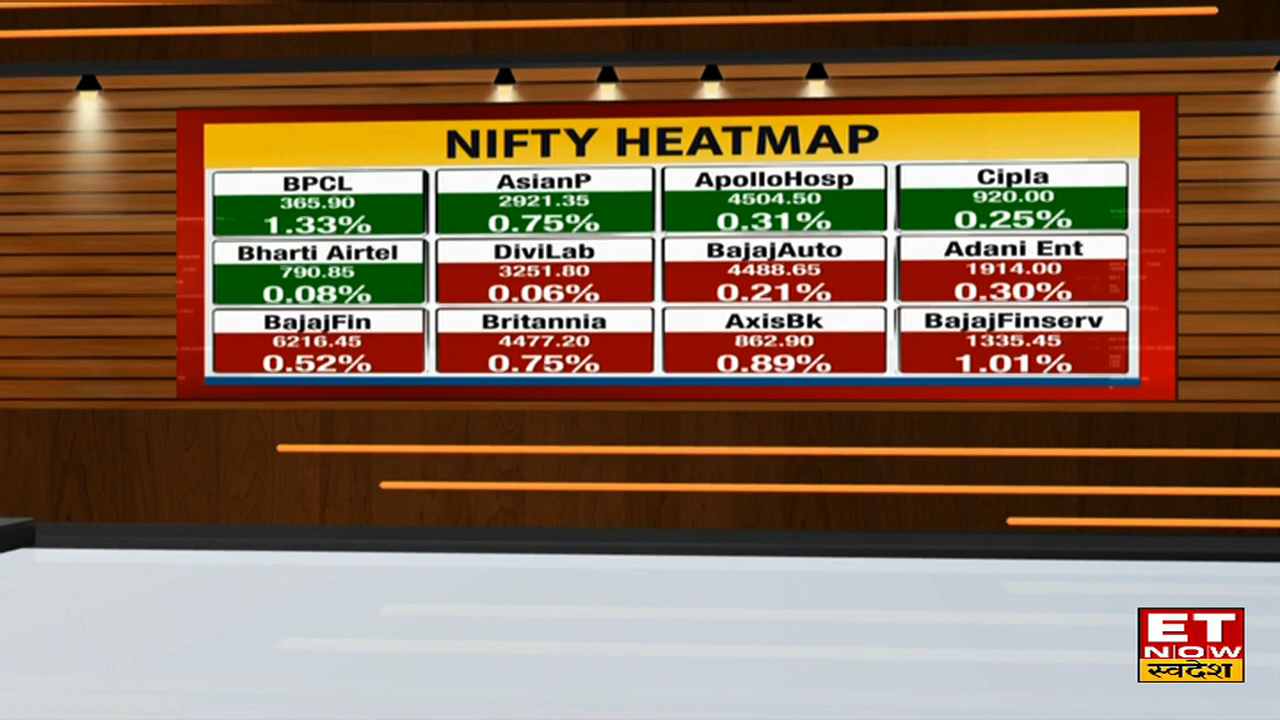 NIFTY HEATMAP
BPCL
365.90
1.33%
AsianP
2921.35
0.75%
ApolloHosp
4504.50
0.31%
Cipla
920.00
0.25%
Bharti Airtel
790.85
0.08%
DiviLab
3251.80
0.06%
BajajAuto
4488.65
0.21%
Adani Ent
1914.00
0.30%
BajajFin
6216.45
0.52%
Britannia
4477.20
0.75%
AxisBk
862.90
0.89%
BajajFinserv
1335.45
1.01%
ET
NOW
स्वदेश